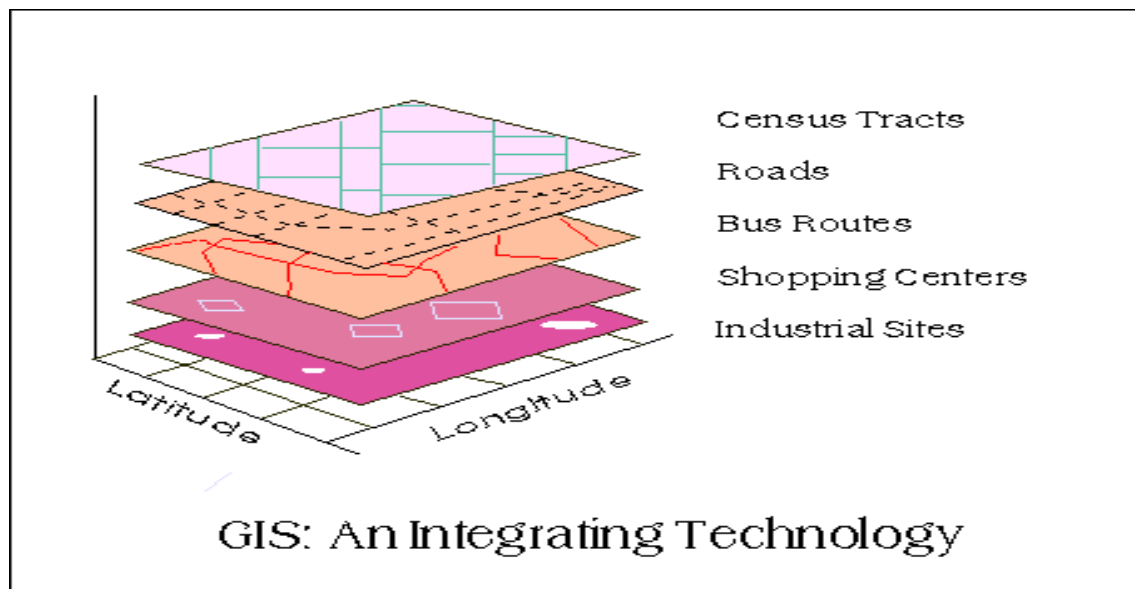 Census Tracts
Roads
Bus Routes
Shopping Centers
Industrial Sites
Latitude
Longitude
GIS: An Integrating Technology